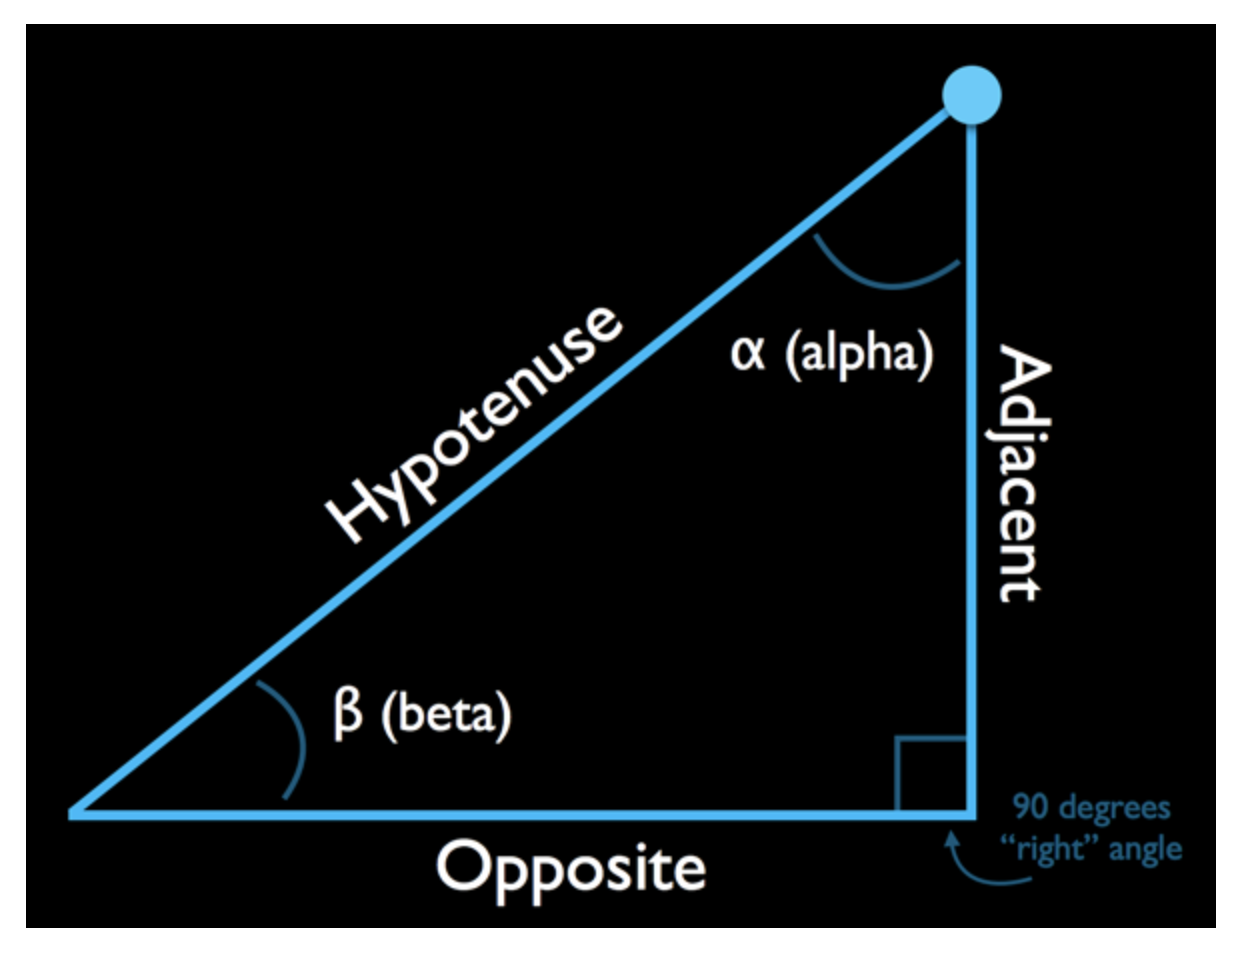 Hypotenuse
α (alpha)
Adjacent
β (beta)
90 degrees
“right” angle
Opposite